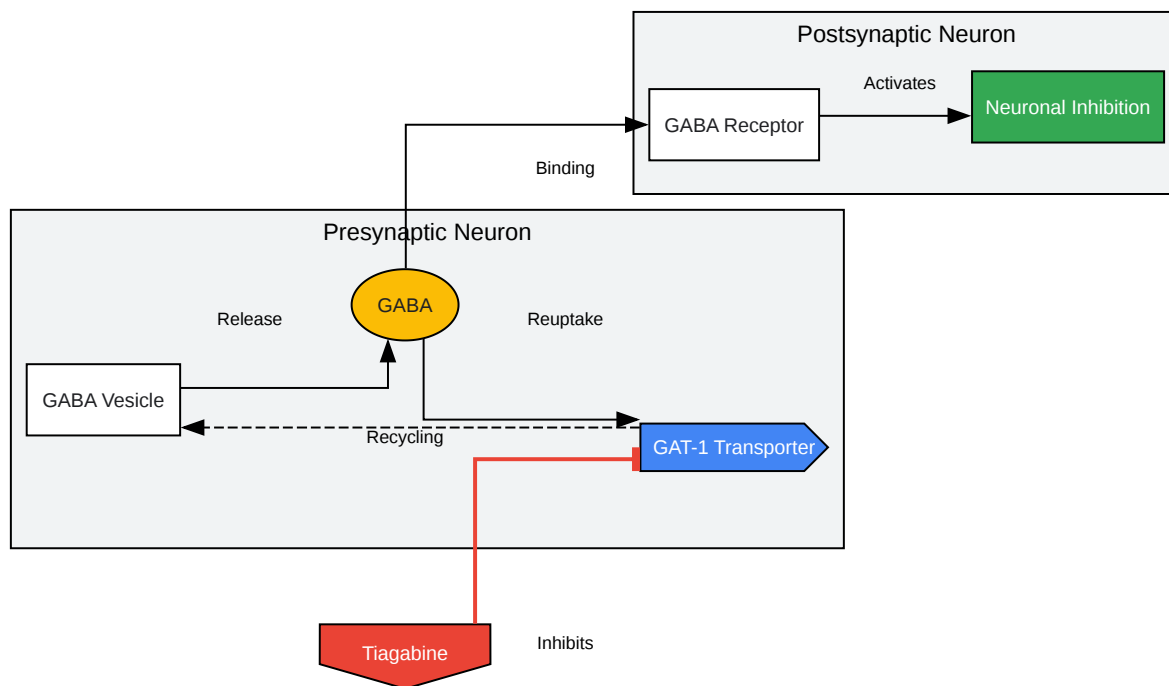 Postsynaptic Neuron
Activates
Neuronal Inhibition
GABA Receptor
Binding
Presynaptic Neuron
GABA
Release
Reuptake
GABA Vesicle
Recycling
GAT-1 Transporter
Tiagabine
Inhibits